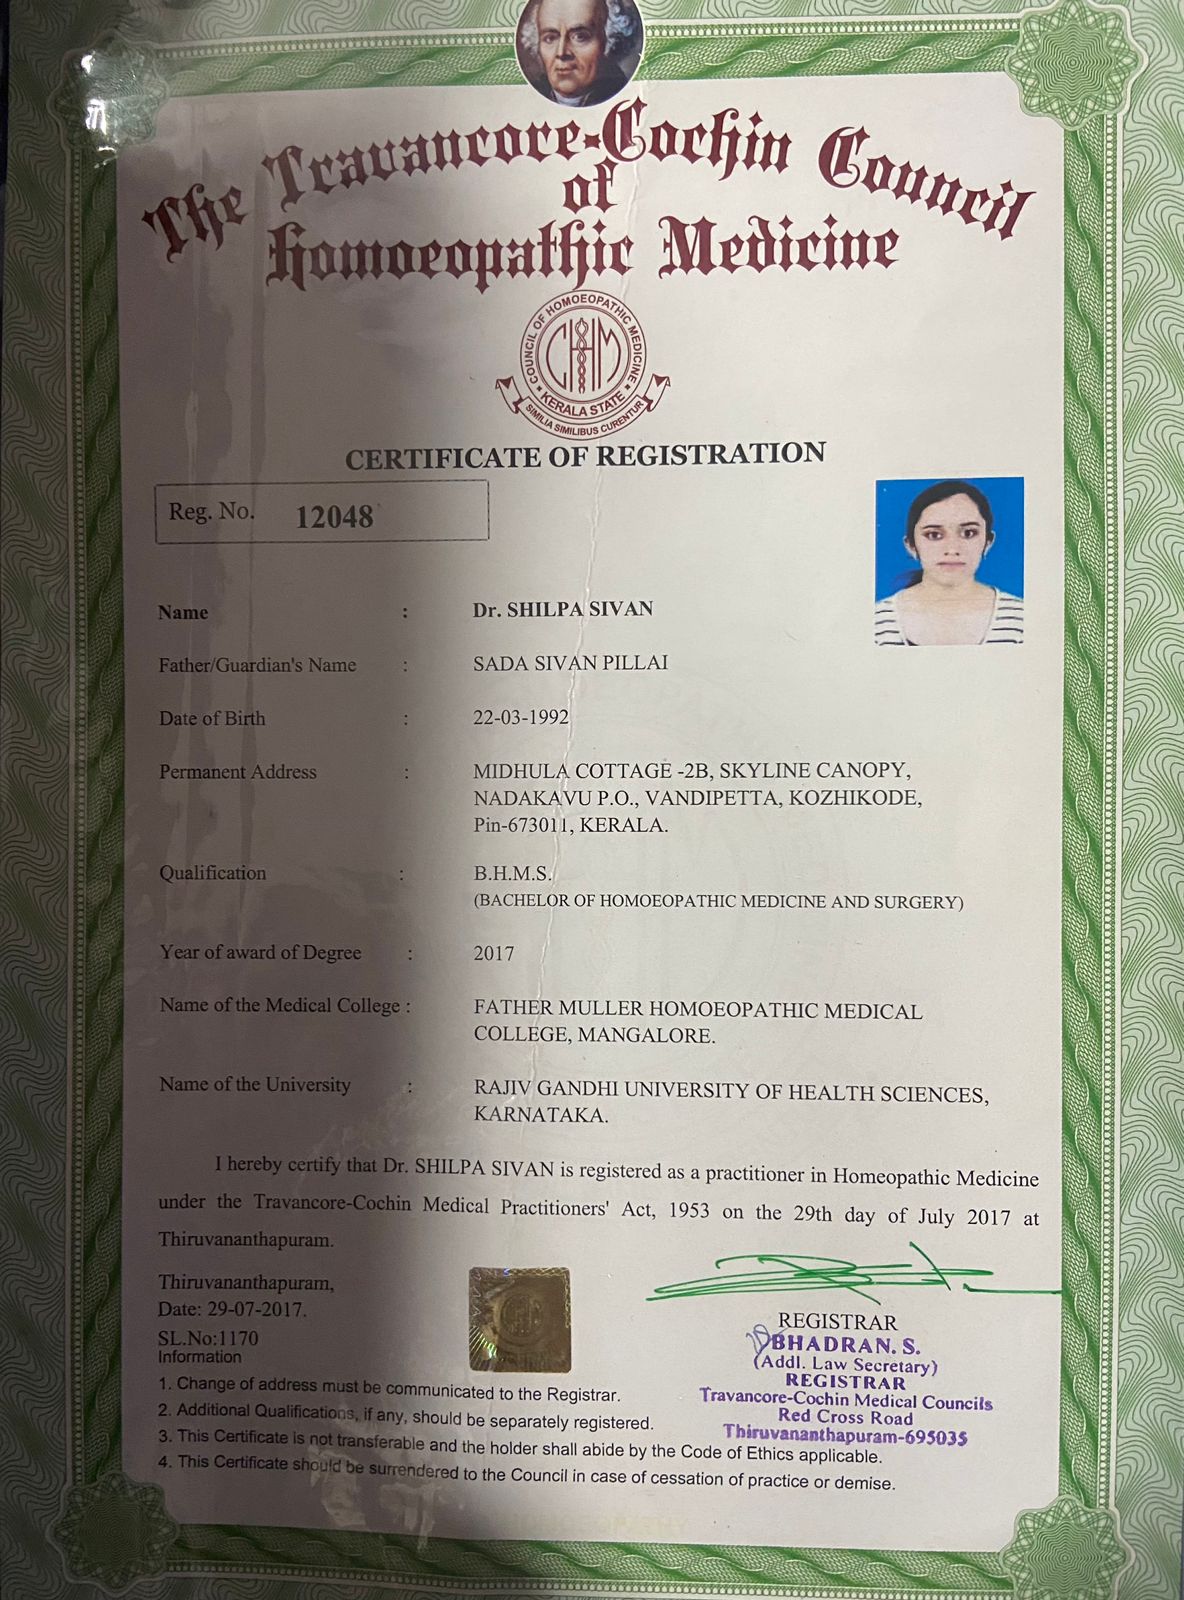 The Travancore-Cochin Council
of
Homoeopathic Medicine
COUNCIL OF HOMOEOPATHIC MEDICINE
CHM
KERALA STATE
SIMILIA SIMILIBUS CURENTUR
CERTIFICATE OF REGISTRATION
Reg. No. 12048
Name : Dr. SHILPA SIVAN
Father/Guardian's Name : SADA SIVAN PILLAI
Date of Birth : 22-03-1992
Permanent Address : MIDHULA COTTAGE -2B, SKYLINE CANOPY,
NADAKAVU P.O., VANDIPETTA, KOZHIKODE,
Pin-673011, KERALA.
Qualification : B.H.M.S.
(BACHELOR OF HOMOEOPATHIC MEDICINE AND SURGERY)
Year of award of Degree : 2017
Name of the Medical College : FATHER MULLER HOMOEOPATHIC MEDICAL
COLLEGE, MANGALORE.
Name of the University : RAJIV GANDHI UNIVERSITY OF HEALTH SCIENCES,
KARNATAKA.
I hereby certify that Dr. SHILPA SIVAN is registered as a practitioner in Homeopathic Medicine
under the Travancore-Cochin Medical Practitioners' Act, 1953 on the 29th day of July 2017 at
Thiruvananthapuram.
Thiruvananthapuram,
Date: 29-07-2017.
SL.No:1170
REGISTRAR
BHADRAN. S.
(Addl. Law Secretary)
REGISTRAR
Travancore-Cochin Medical Councils
Red Cross Road
Thiruvananthapuram-695035
Information
1. Change of address must be communicated to the Registrar.
2. Additional Qualifications, if any, should be separately registered.
3. This Certificate is not transferable and the holder shall abide by the Code of Ethics applicable.
4. This Certificate should be surrendered to the Council in case of cessation of practice or demise.